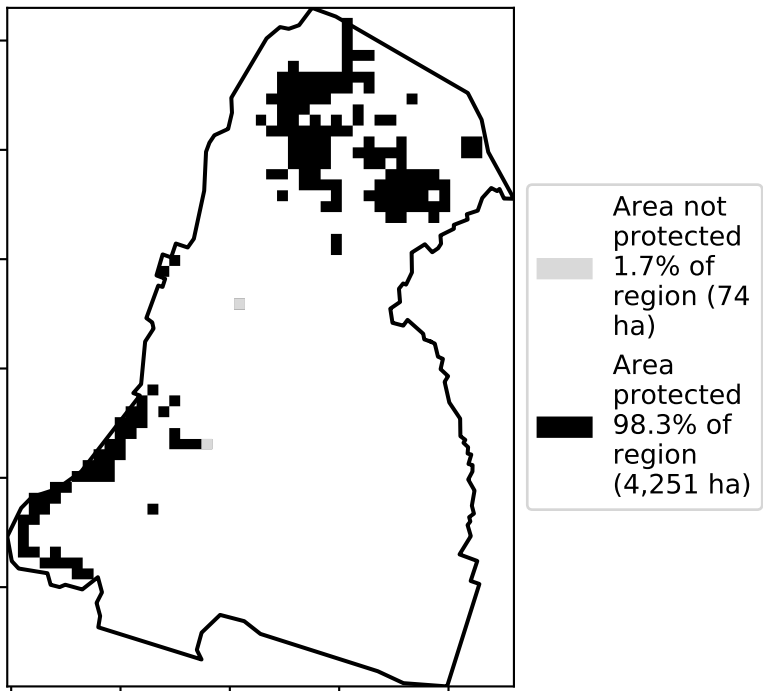 Area not
protected
1.7% of
region (74
ha)
Area
protected
98.3% of
region
(4,251 ha)